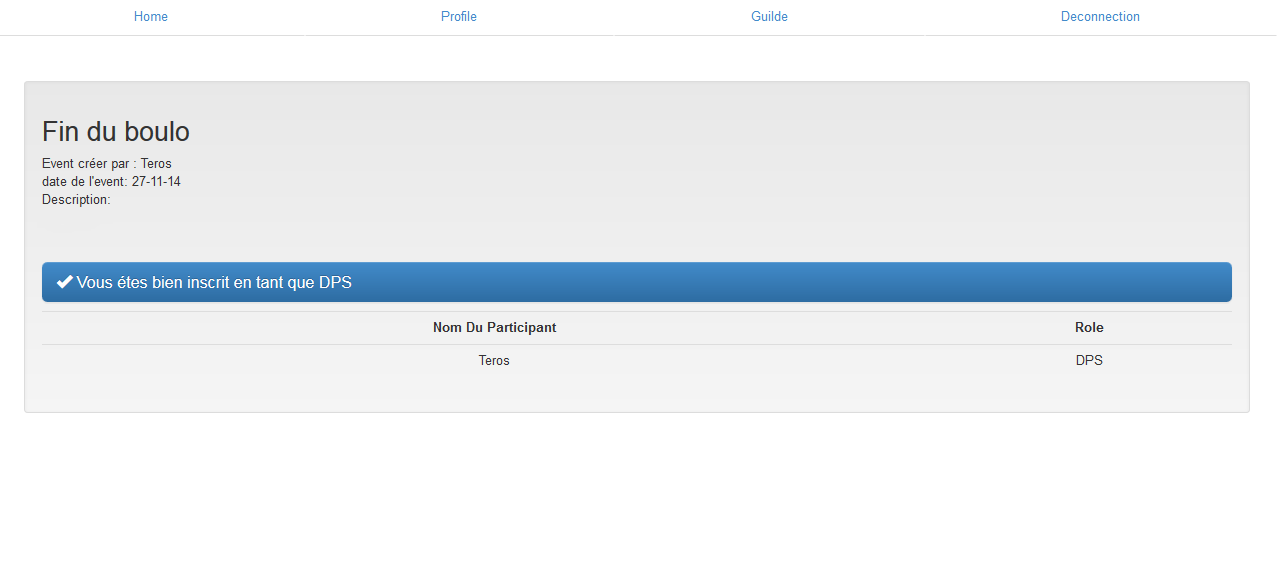 Home Profile Guilde Deconnection
Fin du boulo
Event créer par : Teros
date de l'event: 27-11-14
Description:
Vous étes bien inscrit en tant que DPS
Nom Du Participant Role
Teros DPS